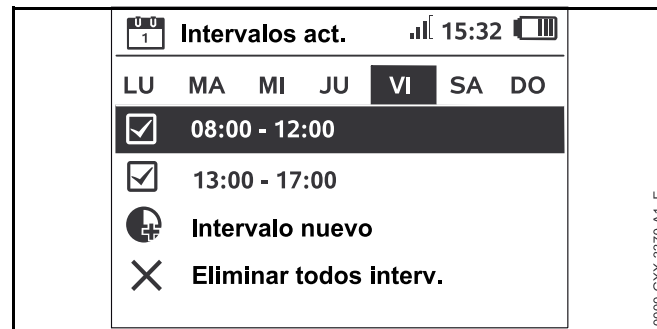 1 Intervalos act. 15:32
LU MA MI JU VI SA DO
08:00 - 12:00
13:00 - 17:00
Intervalo nuevo
Eliminar todos interv.